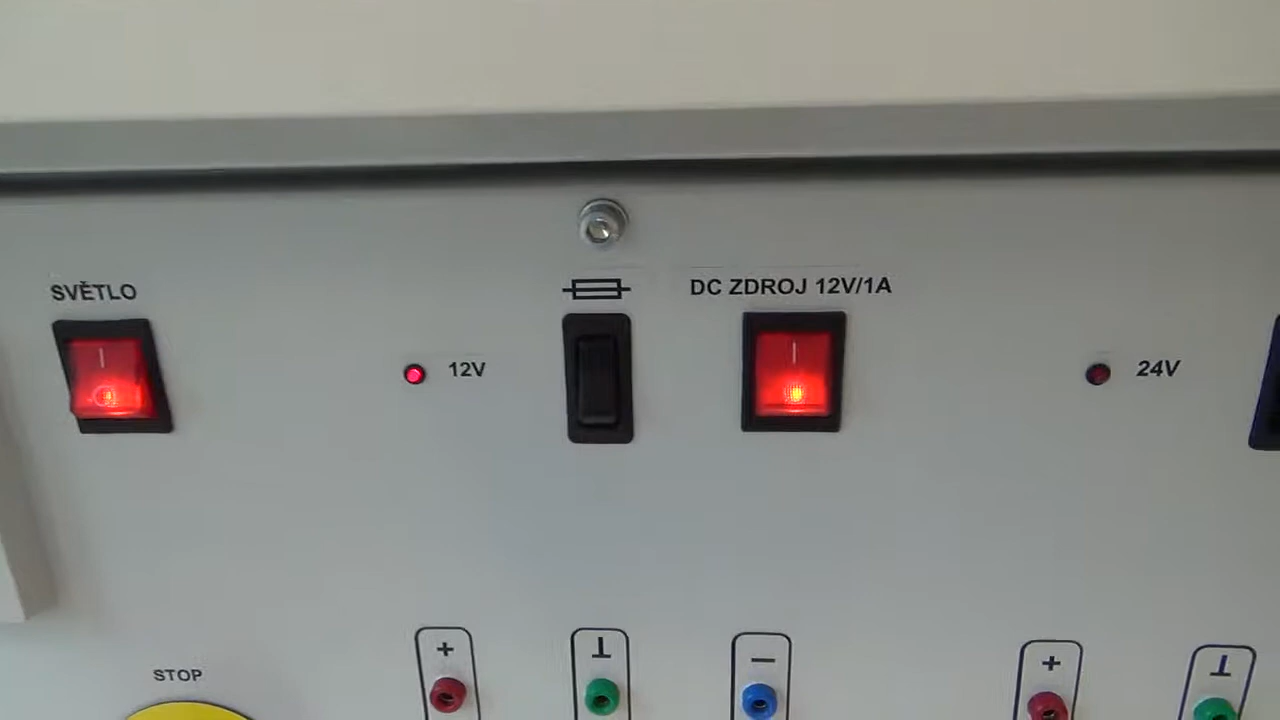 SVĚTLO
DC ZDROJ 12V/1A
12V
24V
STOP
+
⊥
−
+
⊥